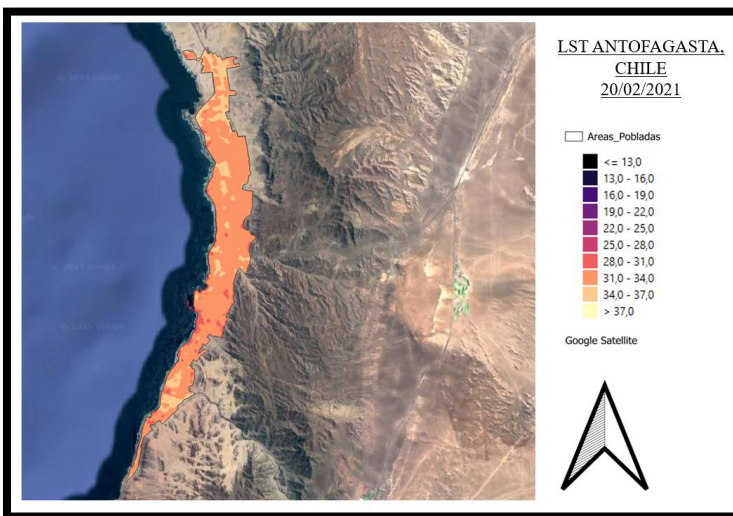 LST ANTOFAGASTA,
CHILE
20/02/2021
Areas_Pobladas
<= 13,0
13,0 - 16,0
16,0 - 19,0
19,0 - 22,0
22,0 - 25,0
25,0 - 28,0
28,0 - 31,0
31,0 - 34,0
34,0 - 37,0
> 37,0
Google Satellite